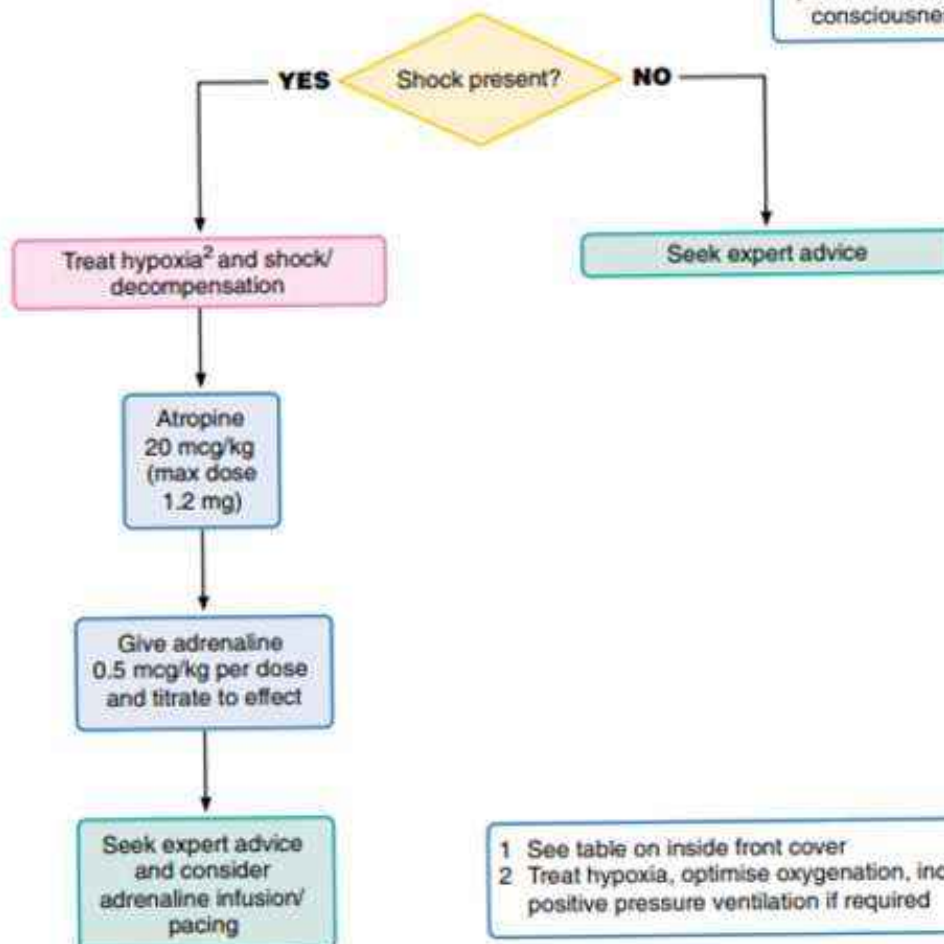 Shock present?
YES
NO
Treat hypoxia² and shock/
decompensation
Seek expert advice
Atropine
20 mcg/kg
(max dose
1.2 mg)
Give adrenaline
0.5 mcg/kg per dose
and titrate to effect
Seek expert advice
and consider
adrenaline infusion/
pacing
1 See table on inside front cover
2 Treat hypoxia, optimise oxygenation,
positive pressure ventilation if required